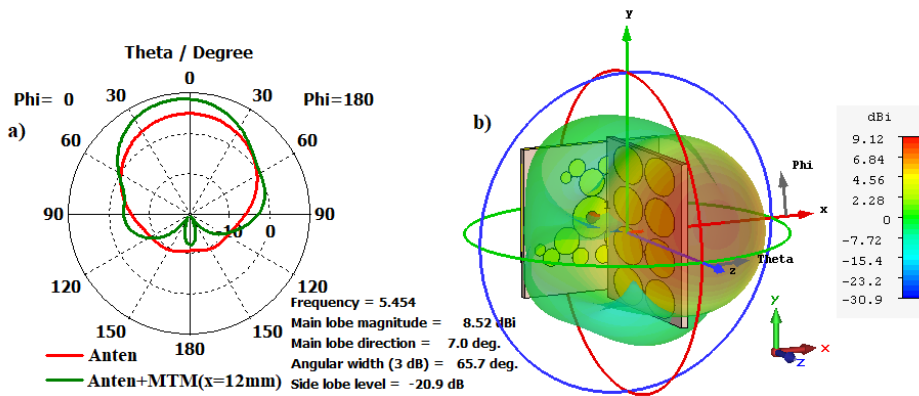 Theta / Degree
Phi= 0
0
Phi=180
30
30
a)
60
60
90
-10
0
90
120
120
150
150
180
Anten
Anten+MTM(x=12mm)
Frequency = 5.454
Main lobe magnitude = 8.52 dBi
Main lobe direction = 7.0 deg.
Angular width (3 dB) = 65.7 deg.
Side lobe level = -20.9 dB
b)
y
Phi
x
Theta
z
y
x
z
dBi
9.12
6.84
4.56
2.28
0
-7.72
-15.4
-23.2
-30.9